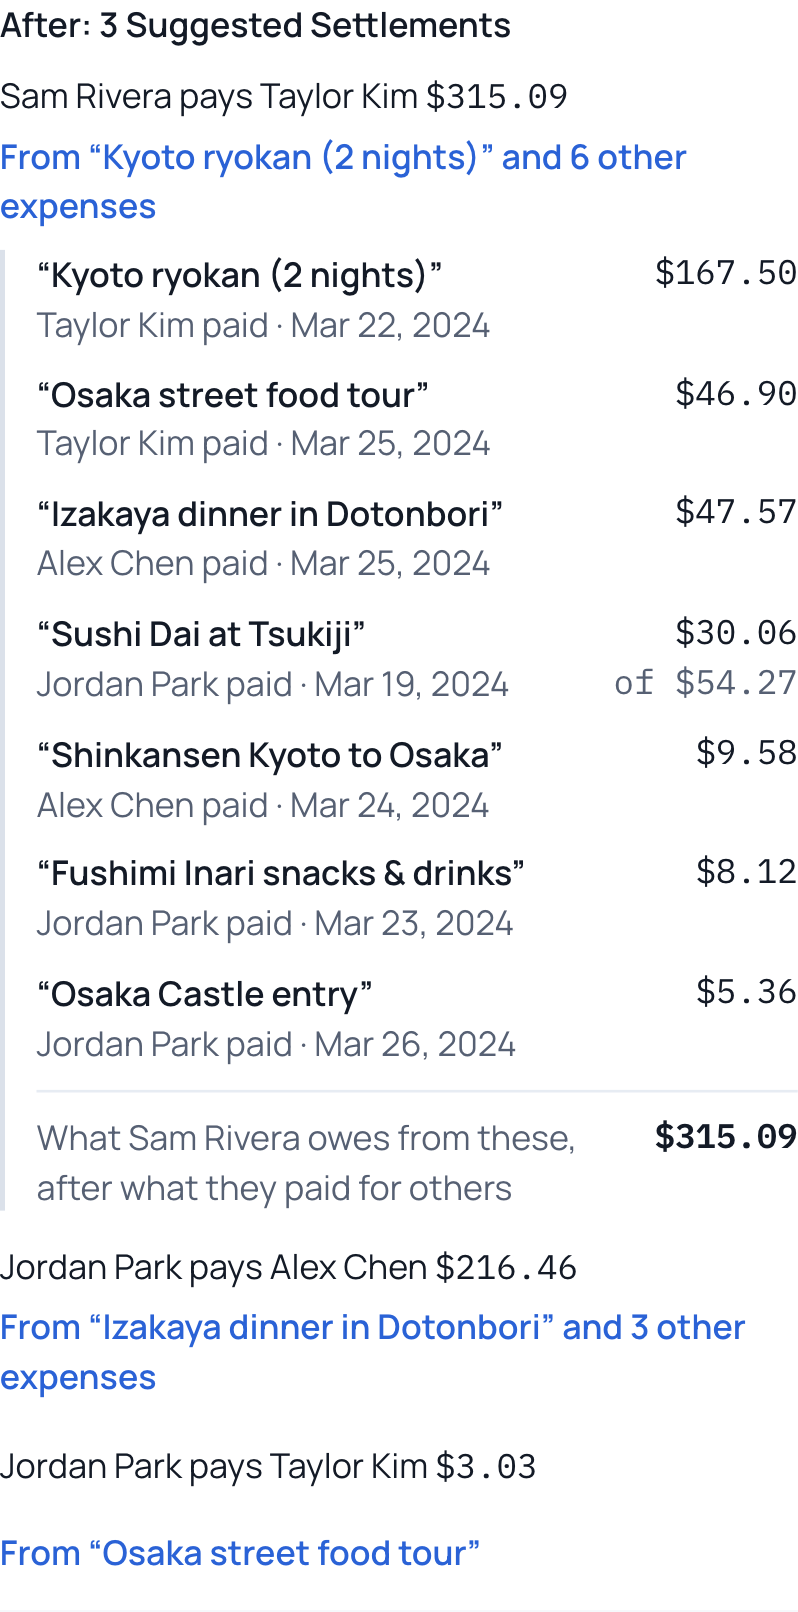 After: 3 Suggested Settlements
Sam Rivera pays Taylor Kim $315.09
From “Kyoto ryokan (2 nights)” and 6 other
expenses
“Kyoto ryokan (2 nights)” $167.50
Taylor Kim paid · Mar 22, 2024
“Osaka street food tour” $46.90
Taylor Kim paid · Mar 25, 2024
“Izakaya dinner in Dotonbori” $47.57
Alex Chen paid · Mar 25, 2024
“Sushi Dai at Tsukiji” $30.06
Jordan Park paid · Mar 19, 2024 of $54.27
“Shinkansen Kyoto to Osaka” $9.58
Alex Chen paid · Mar 24, 2024
“Fushimi Inari snacks & drinks” $8.12
Jordan Park paid · Mar 23, 2024
“Osaka Castle entry” $5.36
Jordan Park paid · Mar 26, 2024
What Sam Rivera owes from these, $315.09
after what they paid for others
Jordan Park pays Alex Chen $216.46
From “Izakaya dinner in Dotonbori” and 3 other
expenses
Jordan Park pays Taylor Kim $3.03
From “Osaka street food tour”